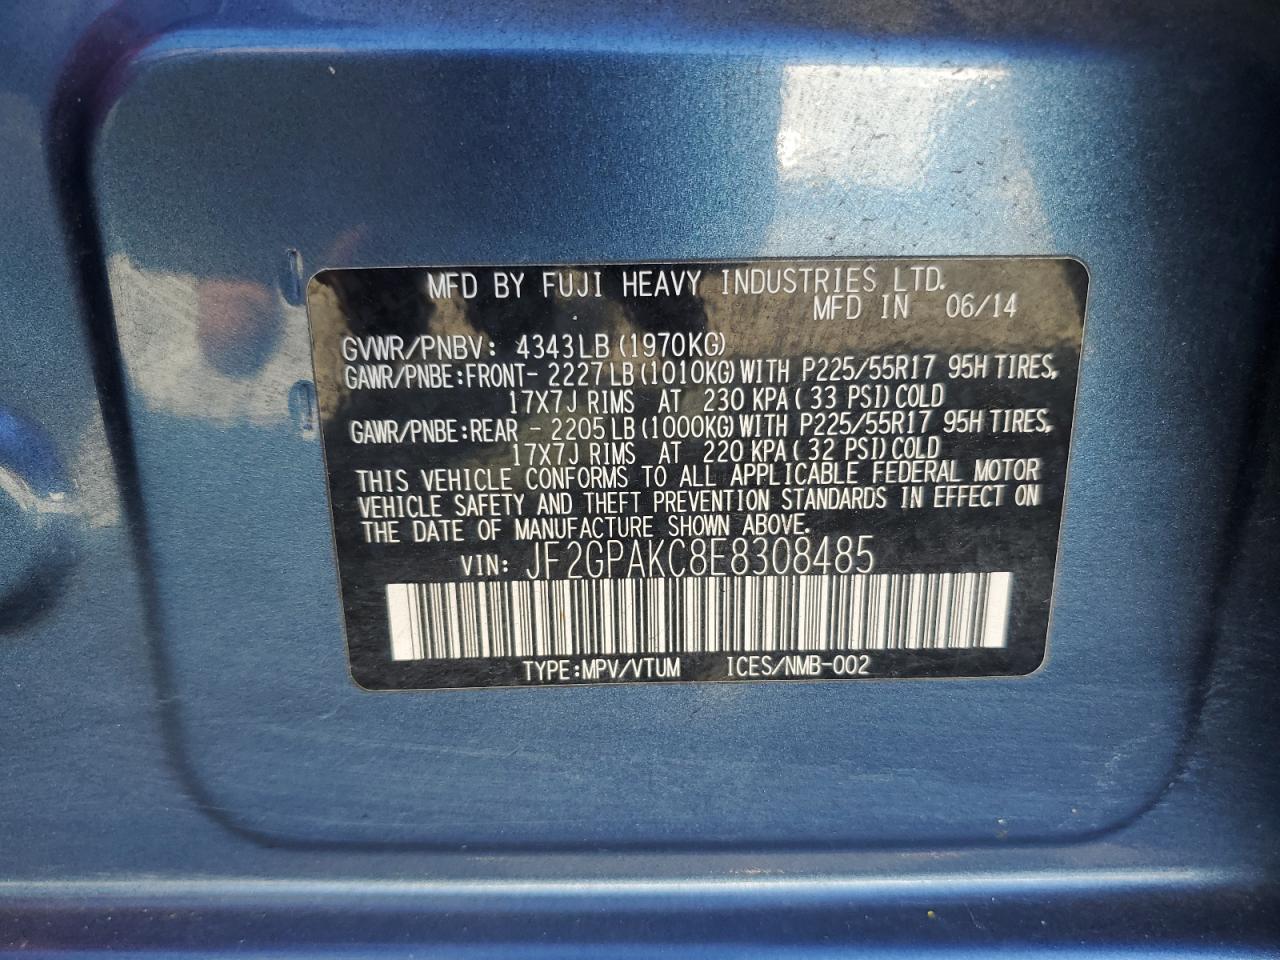 MFD BY FUJI HEAVY INDUSTRIES LTD.
MFD IN 06/14
GVWR/PNBV: 4343LB (1970KG)
GAWR/PNBE:FRONT- 2227LB (1010KG) WITH P225/55R17 95H TIRES,
17X7J RIMS AT 230 KPA ( 33 PSI) COLD
GAWR/PNBE:REAR - 2205LB (1000KG) WITH P225/55R17 95H TIRES,
17X7J RIMS AT 220 KPA ( 32 PSI) COLD
THIS VEHICLE CONFORMS TO ALL APPLICABLE FEDERAL MOTOR
VEHICLE SAFETY AND THEFT PREVENTION STANDARDS IN EFFECT ON
THE DATE OF MANUFACTURE SHOWN ABOVE.
VIN: JF2GPAKC8E8308485
TYPE:MPV/VTUM ICES/NMB-002